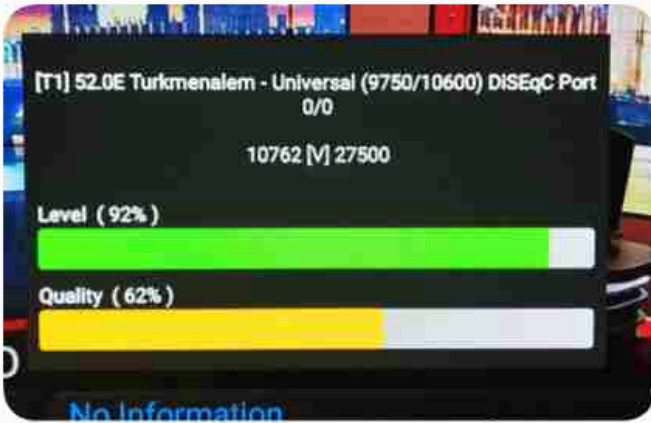 [T1] 52.0E Turkmenalem - Universal (9750/10600) DiSEqC Port
0/0
10762 [V] 27500
Level ( 92% )
Quality ( 62% )
No Information